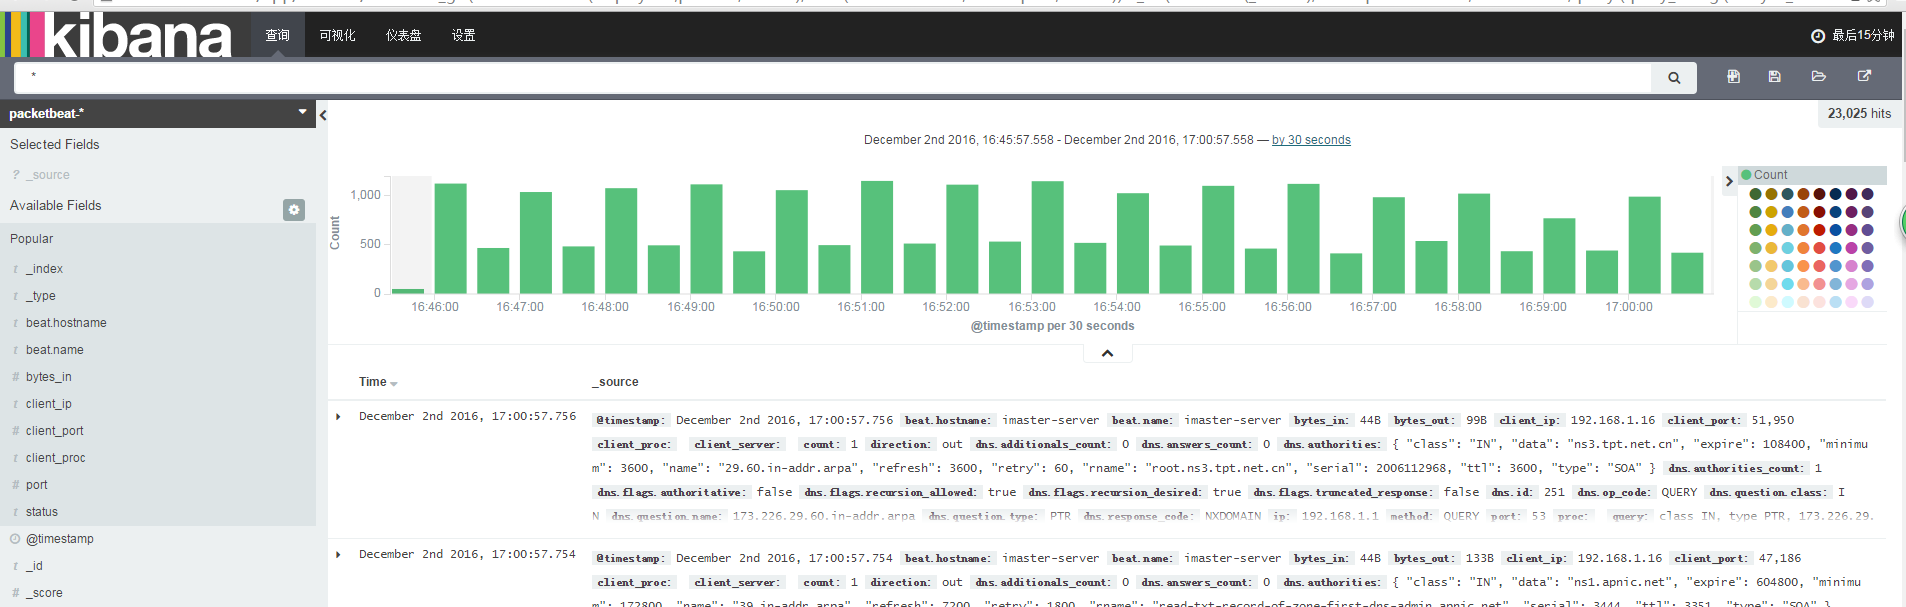 kibana
查询 可视化 仪表盘 设置
最后15分钟
*
packetbeat-*
23,025 hits
Selected Fields
? _source
Available Fields
Popular
t _index
t _type
t beat.hostname
t beat.name
# bytes_in
t client_ip
# client_port
t client_proc
# port
t status
@timestamp
t _id
# _score
December 2nd 2016, 16:45:57.558 - December 2nd 2016, 17:00:57.558 — by 30 seconds
Count
1,000
500
0
16:46:00 16:47:00 16:48:00 16:49:00 16:50:00 16:51:00 16:52:00 16:53:00 16:54:00 16:55:00 16:56:00 16:57:00 16:58:00 16:59:00 17:00:00
@timestamp per 30 seconds
Count
Time _source
December 2nd 2016, 17:00:57.756 @timestamp: December 2nd 2016, 17:00:57.756 beat.hostname: imaster-server beat.name: imaster-server bytes_in: 44B bytes_out: 99B client_ip: 192.168.1.16 client_port: 51,950
client_proc: client_server: count: 1 direction: out dns.additionals_count: 0 dns.answers_count: 0 dns.authorities: { "class": "IN", "data": "ns3.tpt.net.cn", "expire": 108400, "minimu
m": 3600, "name": "29.60.in-addr.arpa", "refresh": 3600, "retry": 60, "rname": "root.ns3.tpt.net.cn", "serial": 2006112968, "ttl": 3600, "type": "SOA" } dns.authorities_count: 1
dns.flags.authoritative: false dns.flags.recursion_allowed: true dns.flags.recursion_desired: true dns.flags.truncated_response: false dns.id: 251 dns.op_code: QUERY dns.question.class: I
N dns.question.name: 173.226.29.60.in-addr.arpa dns.question.type: PTR dns.response_code: NXDOMAIN ip: 192.168.1.1 method: QUERY port: 53 proc: query: class IN, type PTR, 173.226.29.
December 2nd 2016, 17:00:57.754 @timestamp: December 2nd 2016, 17:00:57.754 beat.hostname: imaster-server beat.name: imaster-server bytes_in: 44B bytes_out: 133B client_ip: 192.168.1.16 client_port: 47,186
client_proc: client_server: count: 1 direction: out dns.additionals_count: 0 dns.answers_count: 0 dns.authorities: { "class": "IN", "data": "ns1.apnic.net", "expire": 604800, "minimu
m": 172800, "name": "39.in-addr.arpa", "refresh": 7200, "retry": 1800, "rname": "read-txt-record-of-zone-first-dns-admin.apnic.net", "serial": 3444, "ttl": 3351, "type": "SOA" }